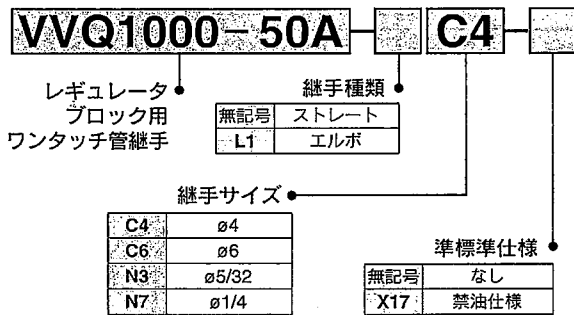 VVQ1000-50A- C4-
レギュレータ
ブロック用
ワンタッチ管継手
継手種類
無記号 ストレート
L1 エルボ
継手サイズ
C4 ø4
C6 ø6
N3 ø5/32
N7 ø1/4
準標準仕様
無記号 なし
X17 禁油仕様